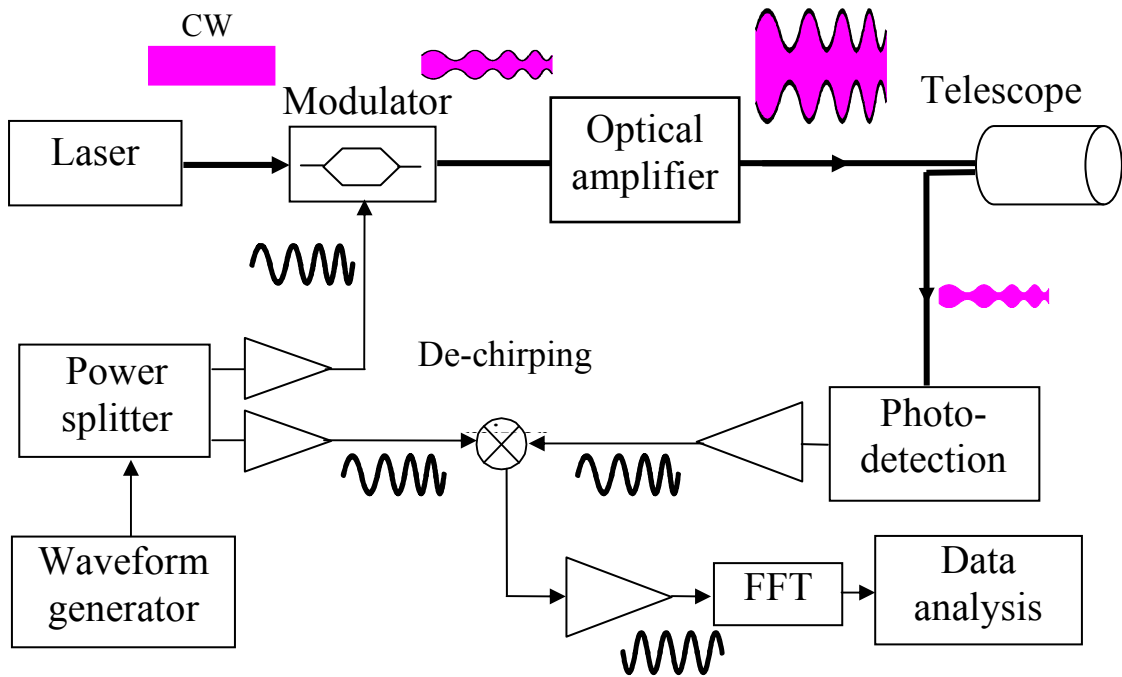 CW
Modulator
Telescope
Laser
Optical
amplifier
De-chirping
Power
splitter
Photo-
detection
Waveform
generator
FFT
Data
analysis